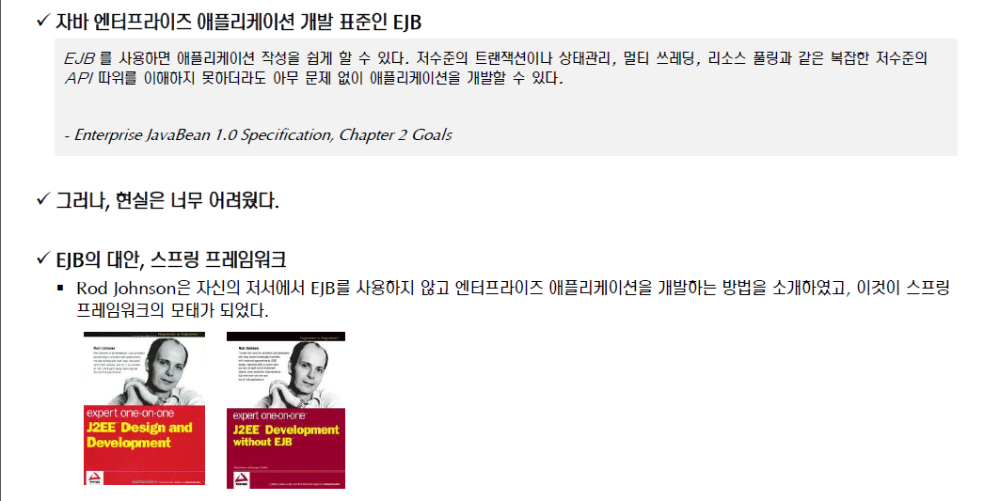 자바 엔터프라이즈 애플리케이션 개발 표준인 EJB
EJB 를 사용하면 애플리케이션 작성을 쉽게 할 수 있다. 저수준의 트랜잭션이나 상태관리, 멀티 쓰레딩, 리소스 풀링과 같은 복잡한 저수준의
API 따위를 이해하지 못하더라도 아무 문제 없이 애플리케이션을 개발할 수 있다.
- Enterprise JavaBean 1.0 Specification, Chapter 2 Goals
그러나, 현실은 너무 어려웠다.
EJB의 대안, 스프링 프레임워크
Rod Johnson은 자신의 저서에서 EJB를 사용하지 않고 엔터프라이즈 애플리케이션을 개발하는 방법을 소개하였고, 이것이 스프링
프레임워크의 모태가 되었다.
Rod Johnson
expert one-on-one
J2EE Design and
Development
Rod Johnson
expert one-on-one
J2EE Development
without EJB